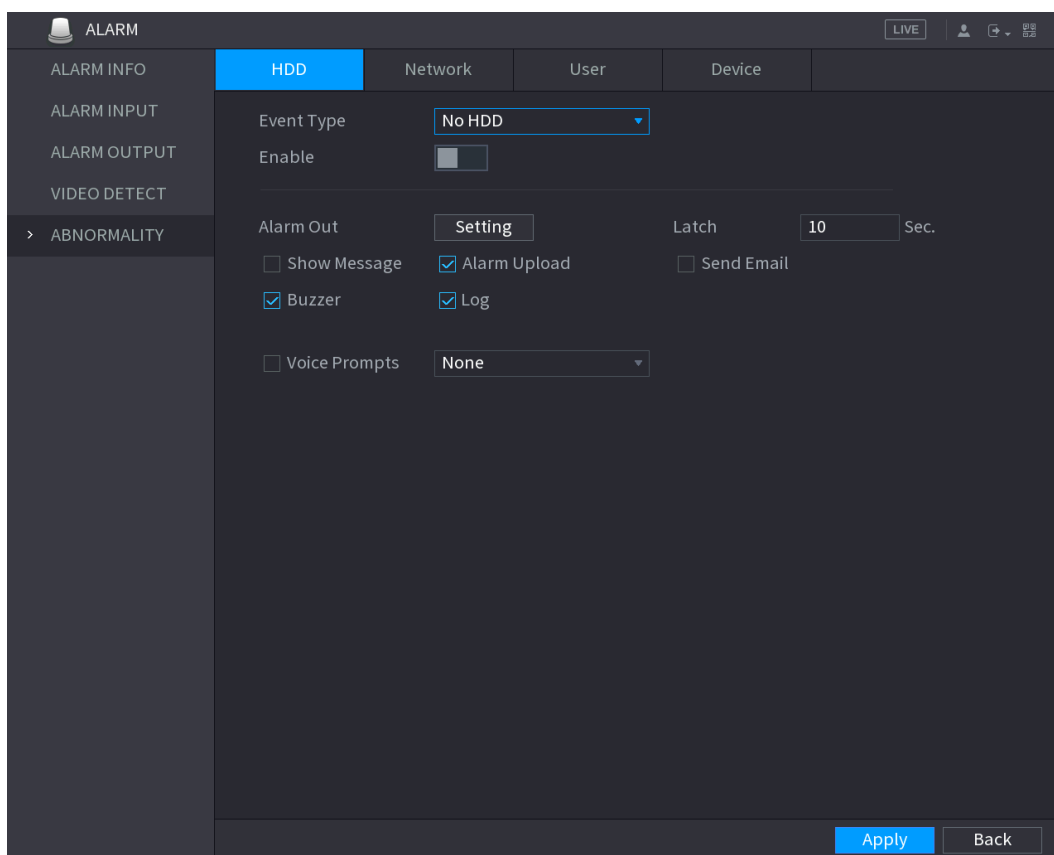 ALARM
LIVE
ALARM INFO
ALARM INPUT
ALARM OUTPUT
VIDEO DETECT
> ABNORMALITY
HDD Network User Device
Event Type No HDD
Enable
Alarm Out Setting Latch 10 Sec.
Show Message Alarm Upload Send Email
Buzzer Log
Voice Prompts None
Apply Back